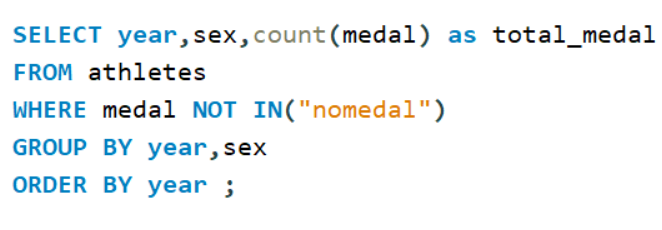 SELECT year,sex,count(medal) as total_medal
FROM athletes
WHERE medal NOT IN("nomedal")
GROUP BY year,sex
ORDER BY year ;